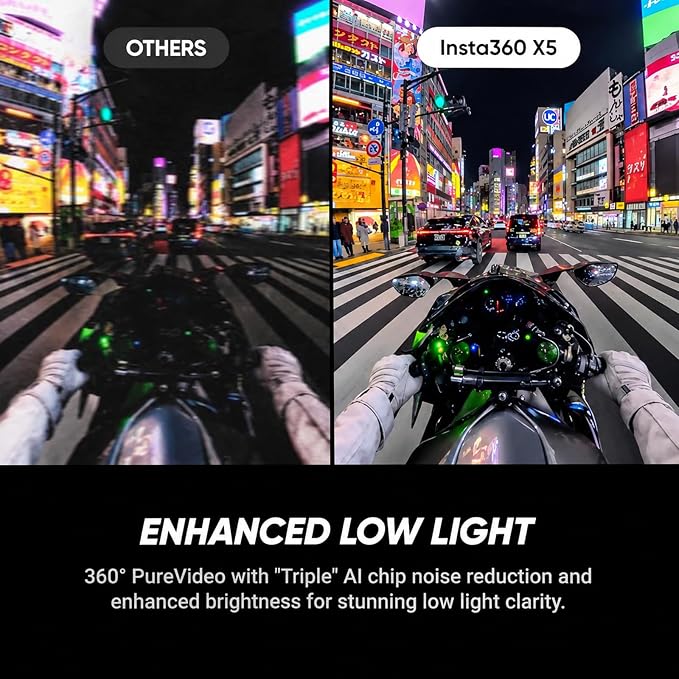 OTHERS
Insta360 X5
JC
ENHANCED LOW LIGHT
360° PureVideo with "Triple" AI chip noise reduction and
enhanced brightness for stunning low light clarity.